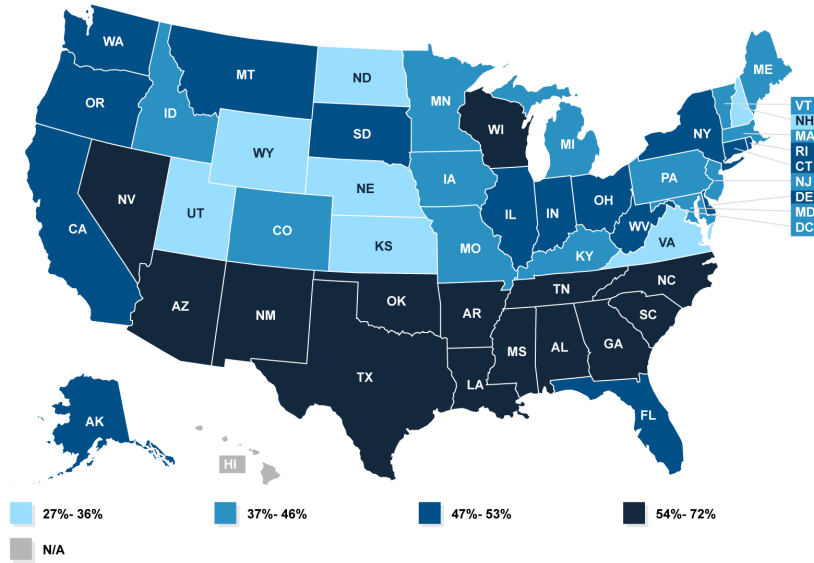 WA
ME
MT
ND
VT
OR
MN
NH
ID
MA
SD
WI
NY
RI
MI
CT
WY
PA
NJ
IA
NE
DE
NV
OH
MD
UT
IL
IN
DC
CA
CO
WV
KS
VA
MO
KY
NC
TN
AZ
OK
NM
AR
SC
MS
AL
GA
TX
LA
FL
AK
HI
27%- 36%
37%- 46%
47%- 53%
54%- 72%
N/A